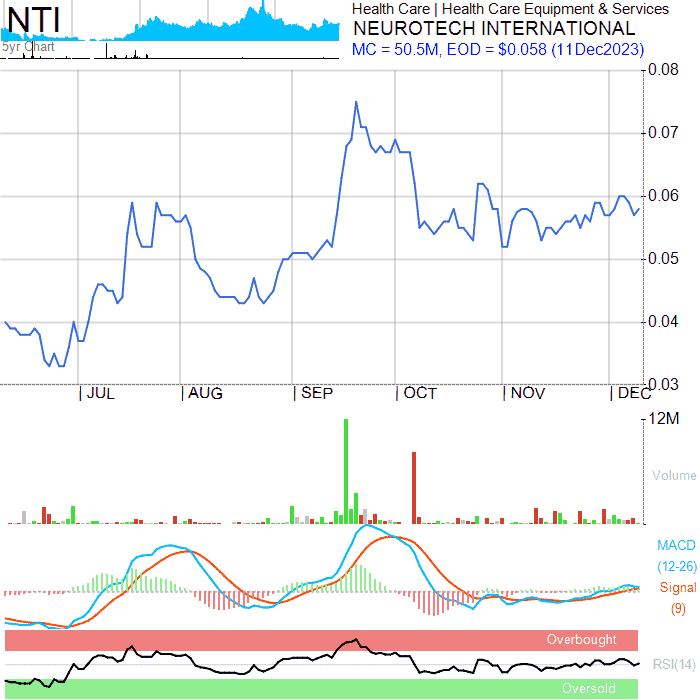 NTI
5yr Chart
Health Care | Health Care Equipment & Services
NEUROTECH INTERNATIONAL
MC = 50.5M, EOD = $0.058 (11Dec2023)
0.08
0.07
0.06
0.05
0.04
0.03
JUL AUG SEP OCT NOV DEC
12M
Volume
MACD
(12-26)
Signal
(9)
Overbought
RSI(14)
Oversold